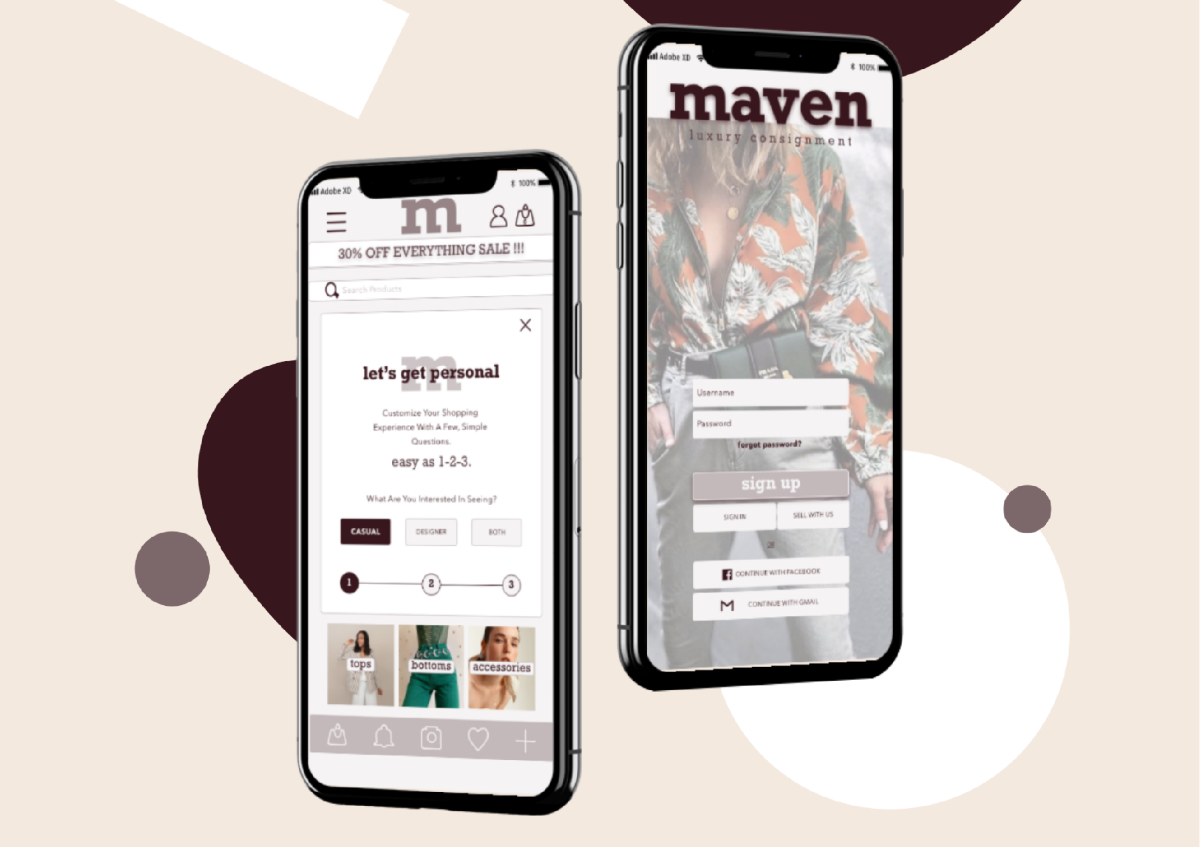 Adobe XD
100%
m
30% OFF EVERYTHING SALE !!!
Search Products
m
let's get personal
Customize Your Shopping
Experience With A Few, Simple
Questions.
easy as 1-2-3.
What Are You Interested In Seeing?
CASUAL DESIGNER BOTH
1 2 3
tops bottoms accessories
Adobe XD
100%
maven
luxury consignment
PRADA
Username
Password
forgot password?
sign up
SIGN IN SELL WITH US
OR
CONTINUE WITH FACEBOOK
CONTINUE WITH GMAIL